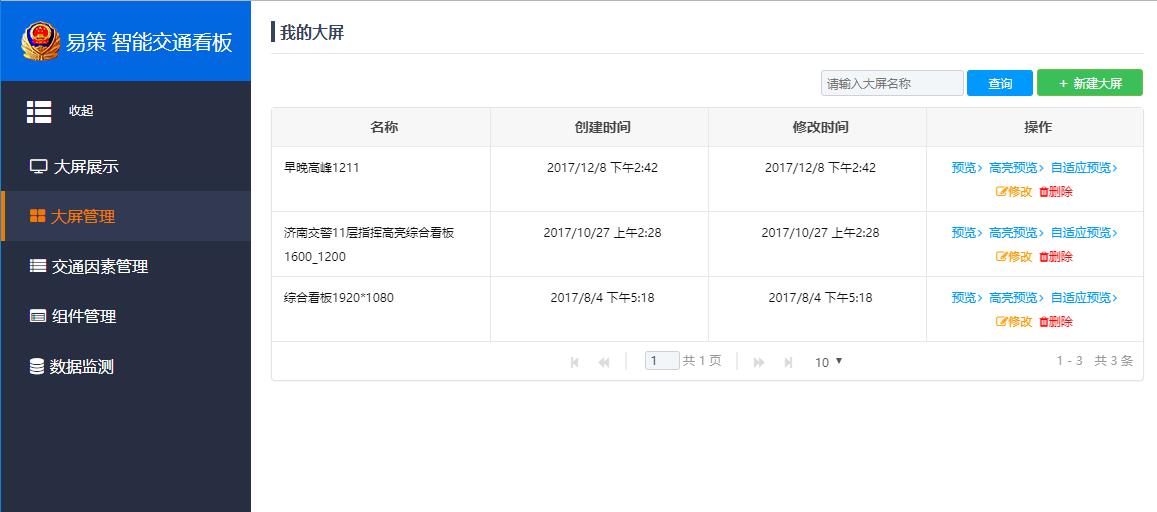 易策 智能交通看板
收起
大屏展示
大屏管理
交通因素管理
组件管理
数据监测
我的大屏
请输入大屏名称 查询 + 新建大屏
名称 创建时间 修改时间 操作
早晚高峰1211 2017/12/8 下午2:42 2017/12/8 下午2:42 预览 高亮预览 自适应预览
修改 删除
济南交警11层指挥高亮综合看板 2017/10/27 上午2:28 2017/10/27 上午2:28 预览 高亮预览 自适应预览
1600_1200 修改 删除
综合看板1920*1080 2017/8/4 下午5:18 2017/8/4 下午5:18 预览 高亮预览 自适应预览
修改 删除
1 共 1 页 10 1 - 3 共 3 条